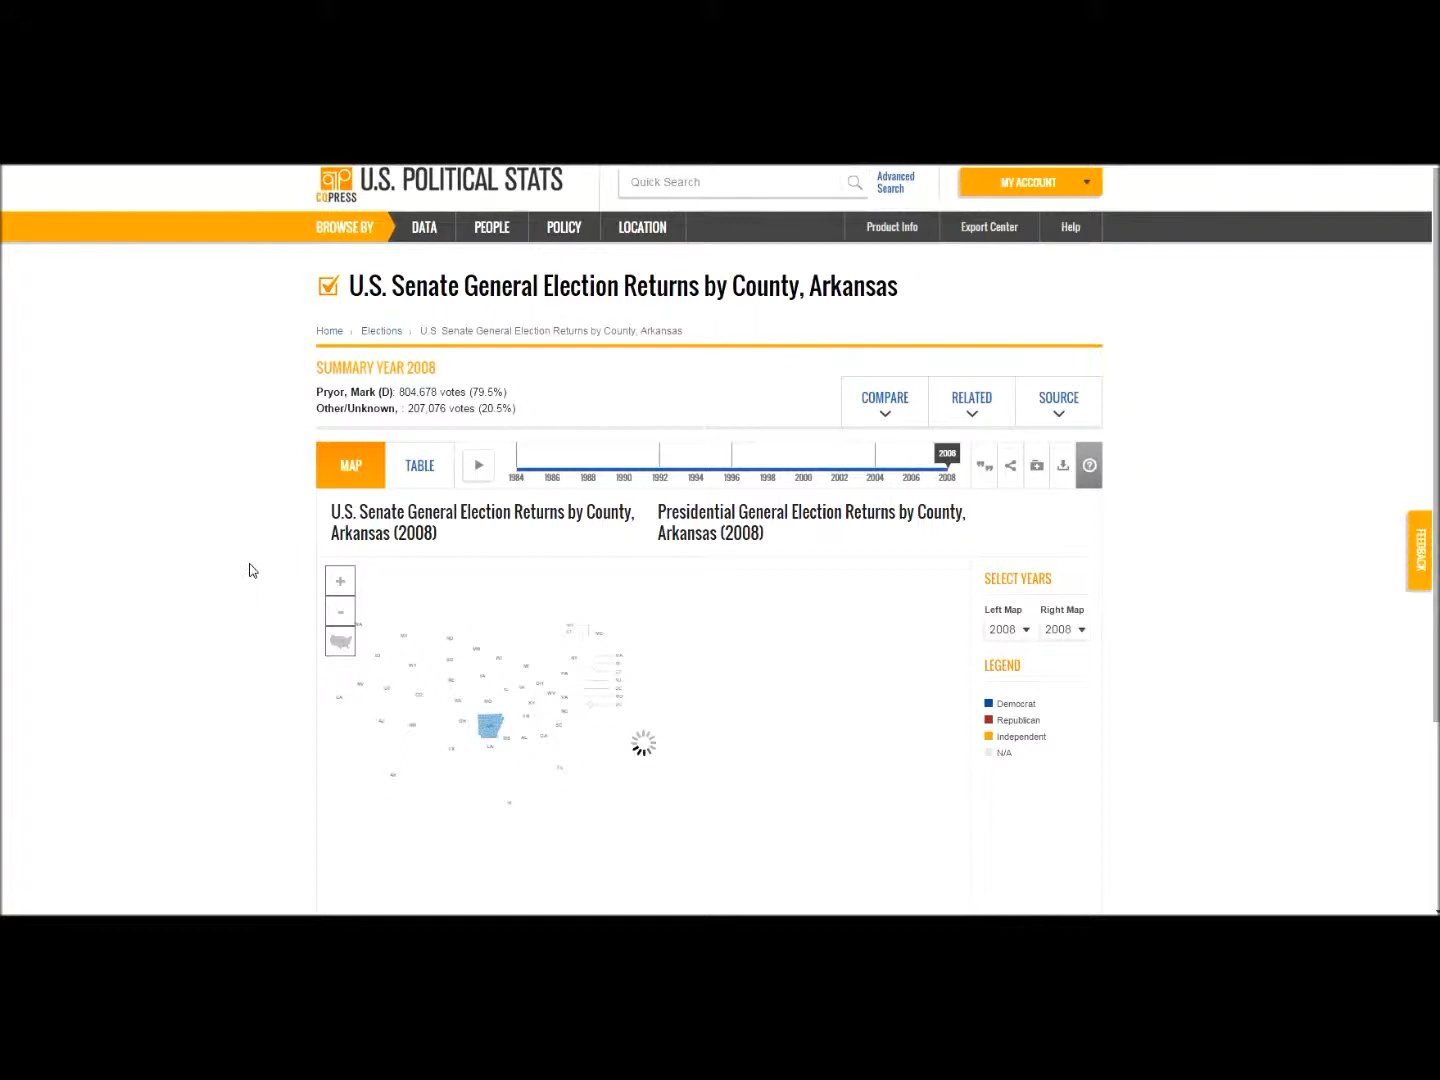 CQPRESS U.S. POLITICAL STATS
Quick Search
Advanced
Search
MY ACCOUNT
BROWSE BY DATA PEOPLE POLICY LOCATION Product Info Export Center Help
U.S. Senate General Election Returns by County, Arkansas
Home › Elections › U.S. Senate General Election Returns by County, Arkansas
SUMMARY YEAR 2008
Pryor, Mark (D): 804,678 votes (79.5%)
Other/Unknown, : 207,076 votes (20.5%)
COMPARE RELATED SOURCE
MAP TABLE
2008
1984 1986 1988 1990 1992 1994 1996 1998 2000 2002 2004 2006 2008
U.S. Senate General Election Returns by County,
Arkansas (2008)
Presidential General Election Returns by County,
Arkansas (2008)
FEEDBACK
SELECT YEARS
Left Map Right Map
2008 2008
LEGEND
Democrat
Republican
Independent
N/A